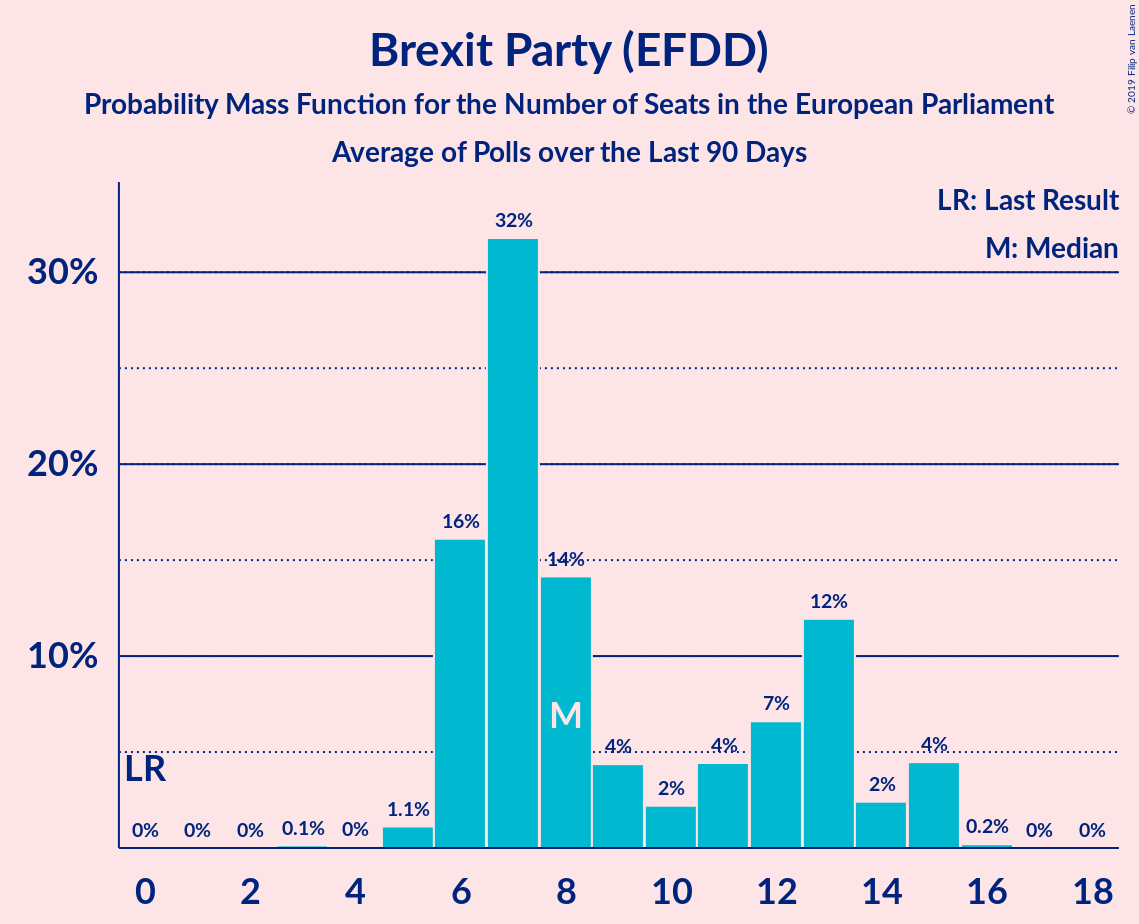 Brexit Party (EFDD)
Probability Mass Function for the Number of Seats in the European Parliament
Average of Polls over the Last 90 Days
© 2019 Filip van Laenen
LR: Last Result
M: Median
30%
20%
10%
LR
M
0% 0% 0% 0.1% 0% 1.1% 16% 32% 14% 4% 2% 4% 7% 12% 2% 4% 0.2% 0% 0%
0 2 4 6 8 10 12 14 16 18